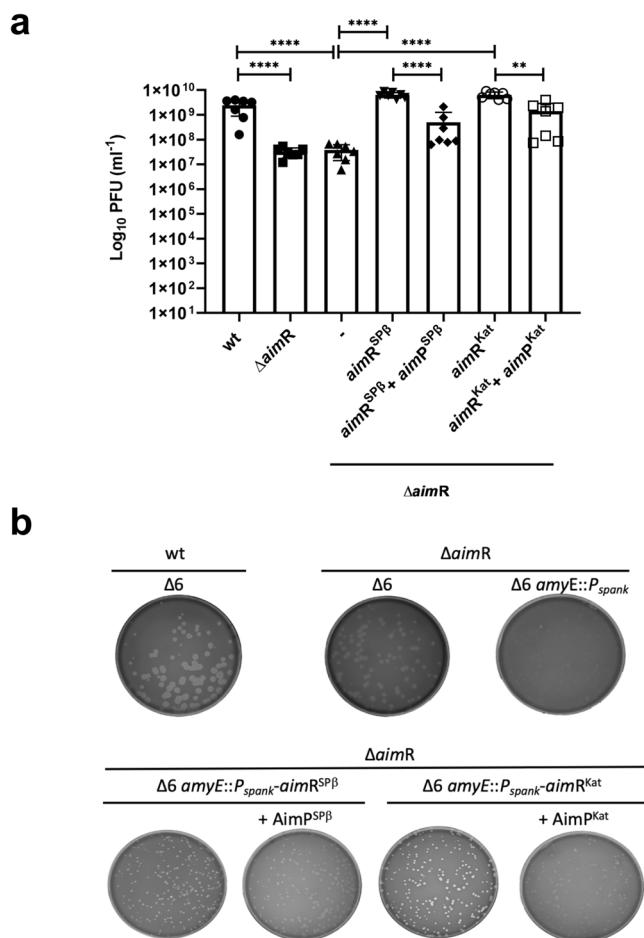 a
****
**** ****
**** **** **
Log₁₀ PFU (ml⁻¹)
1×10¹⁰
1×10⁹
1×10⁸
1×10⁷
1×10⁶
1×10⁵
1×10⁴
1×10³
1×10²
1×10¹
wt
ΔaimR
-
aimR^SPβ
aimR^SPβ + aimP^SPβ
aimR^Kat
aimR^Kat + aimP^Kat
ΔaimR
b
wt ΔaimR
Δ6 Δ6 Δ6 amyE::P_spank
ΔaimR
Δ6 amyE::P_spank-aimR^SPβ Δ6 amyE::P_spank-aimR^Kat
+ AimP^SPβ + AimP^Kat